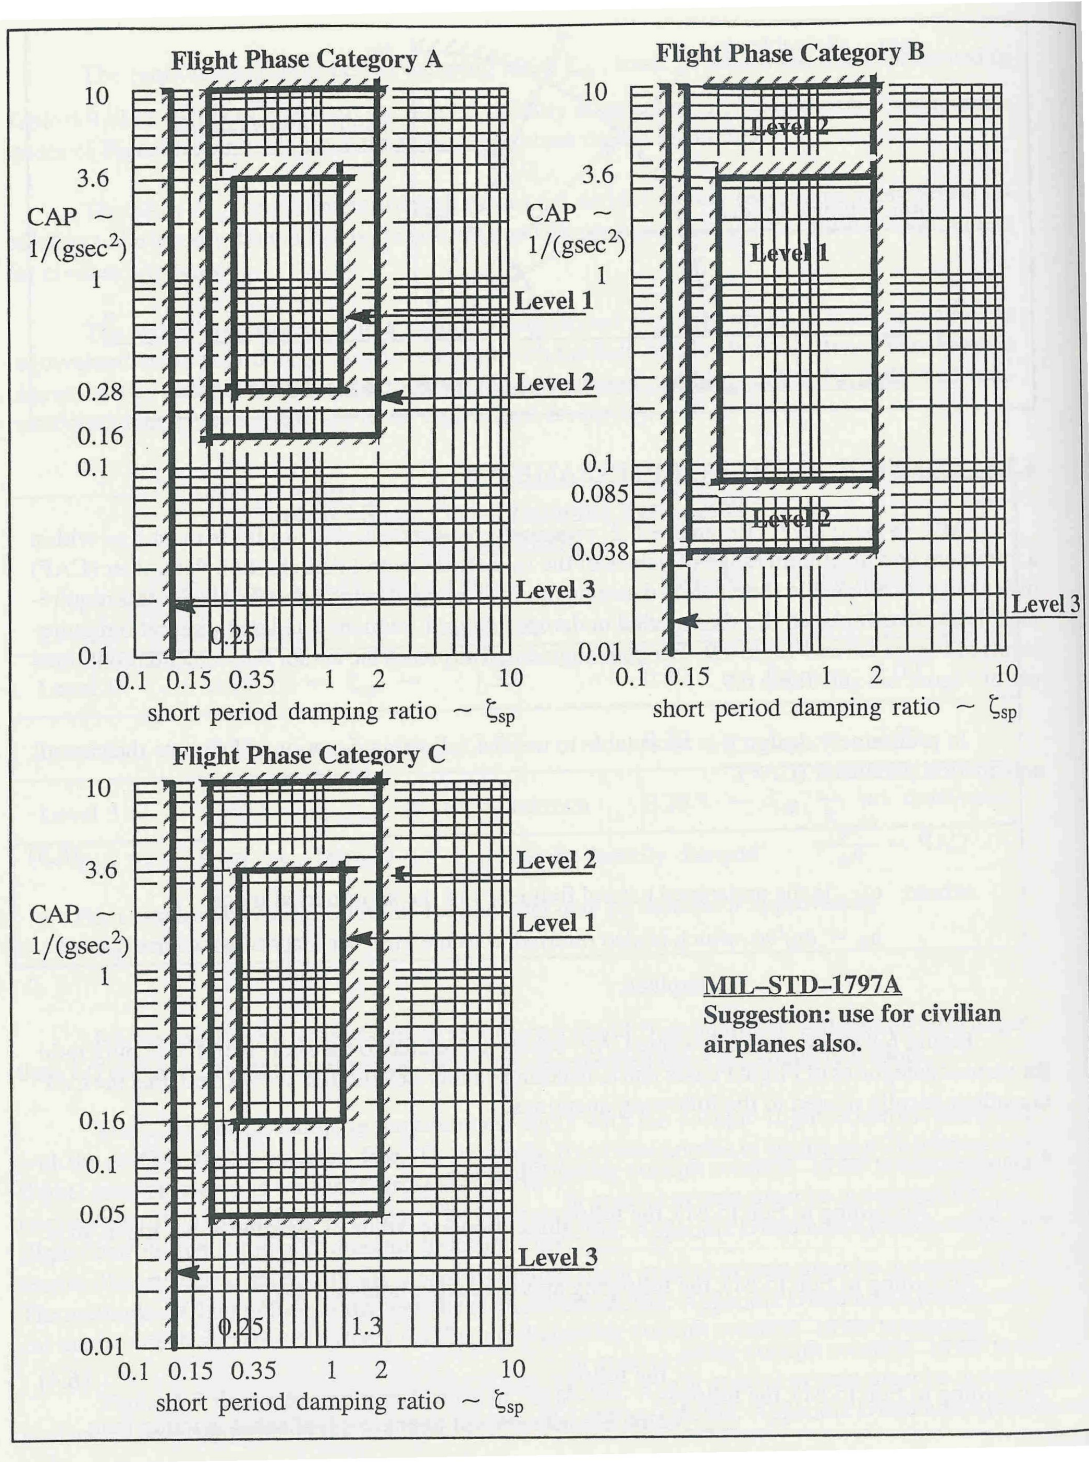 Flight Phase Category A
10
3.6
CAP ~
1/(gsec²)
1
0.28
0.16
0.1
0.1
Level 1
Level 2
Level 3
0.25
0.1 0.15 0.35 1 2 10
short period damping ratio ~ ζsp
Flight Phase Category B
10
3.6
CAP ~
1/(gsec²)
1
0.1
0.085
0.038
0.01
Level 2
Level 1
Level 2
Level 3
0.1 0.15 1 2 10
short period damping ratio ~ ζsp
Flight Phase Category C
10
3.6
CAP ~
1/(gsec²)
1
0.16
0.1
0.05
0.01
Level 2
Level 1
Level 3
0.25 1.3
0.1 0.15 0.35 1 2 10
short period damping ratio ~ ζsp
MIL–STD–1797A
Suggestion: use for civilian
airplanes also.